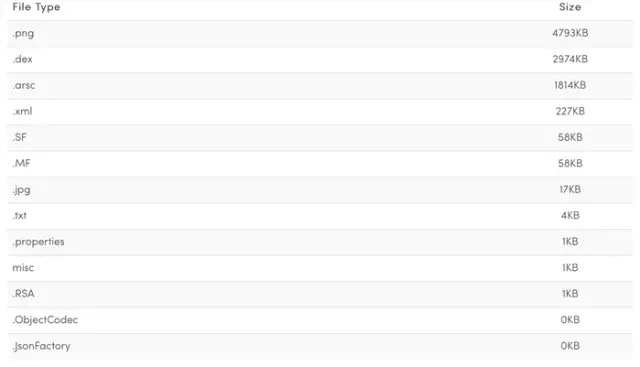 File Type Size
.png 4793KB
.dex 2974KB
.arsc 1814KB
.xml 227KB
.SF 58KB
.MF 58KB
.jpg 17KB
.txt 4KB
.properties 1KB
misc 1KB
.RSA 1KB
.ObjectCodec 0KB
.JsonFactory 0KB